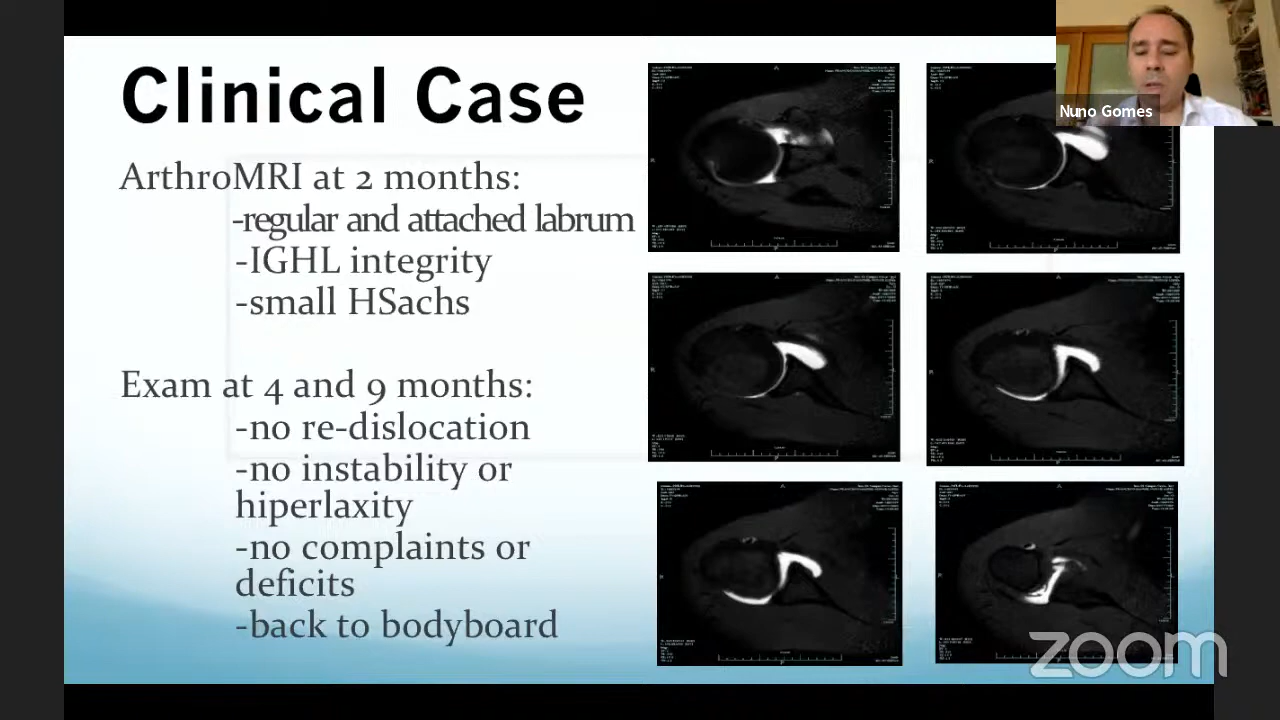 Clinical Case
ArthroMRI at 2 months:
-regular and attached labrum
-IGHL integrity
-small HSachs
Exam at 4 and 9 months:
-no re-dislocation
-no instability or
hiperlaxity
-no complaints or
deficits
-back to bodyboard
Nuno Gomes
zoom